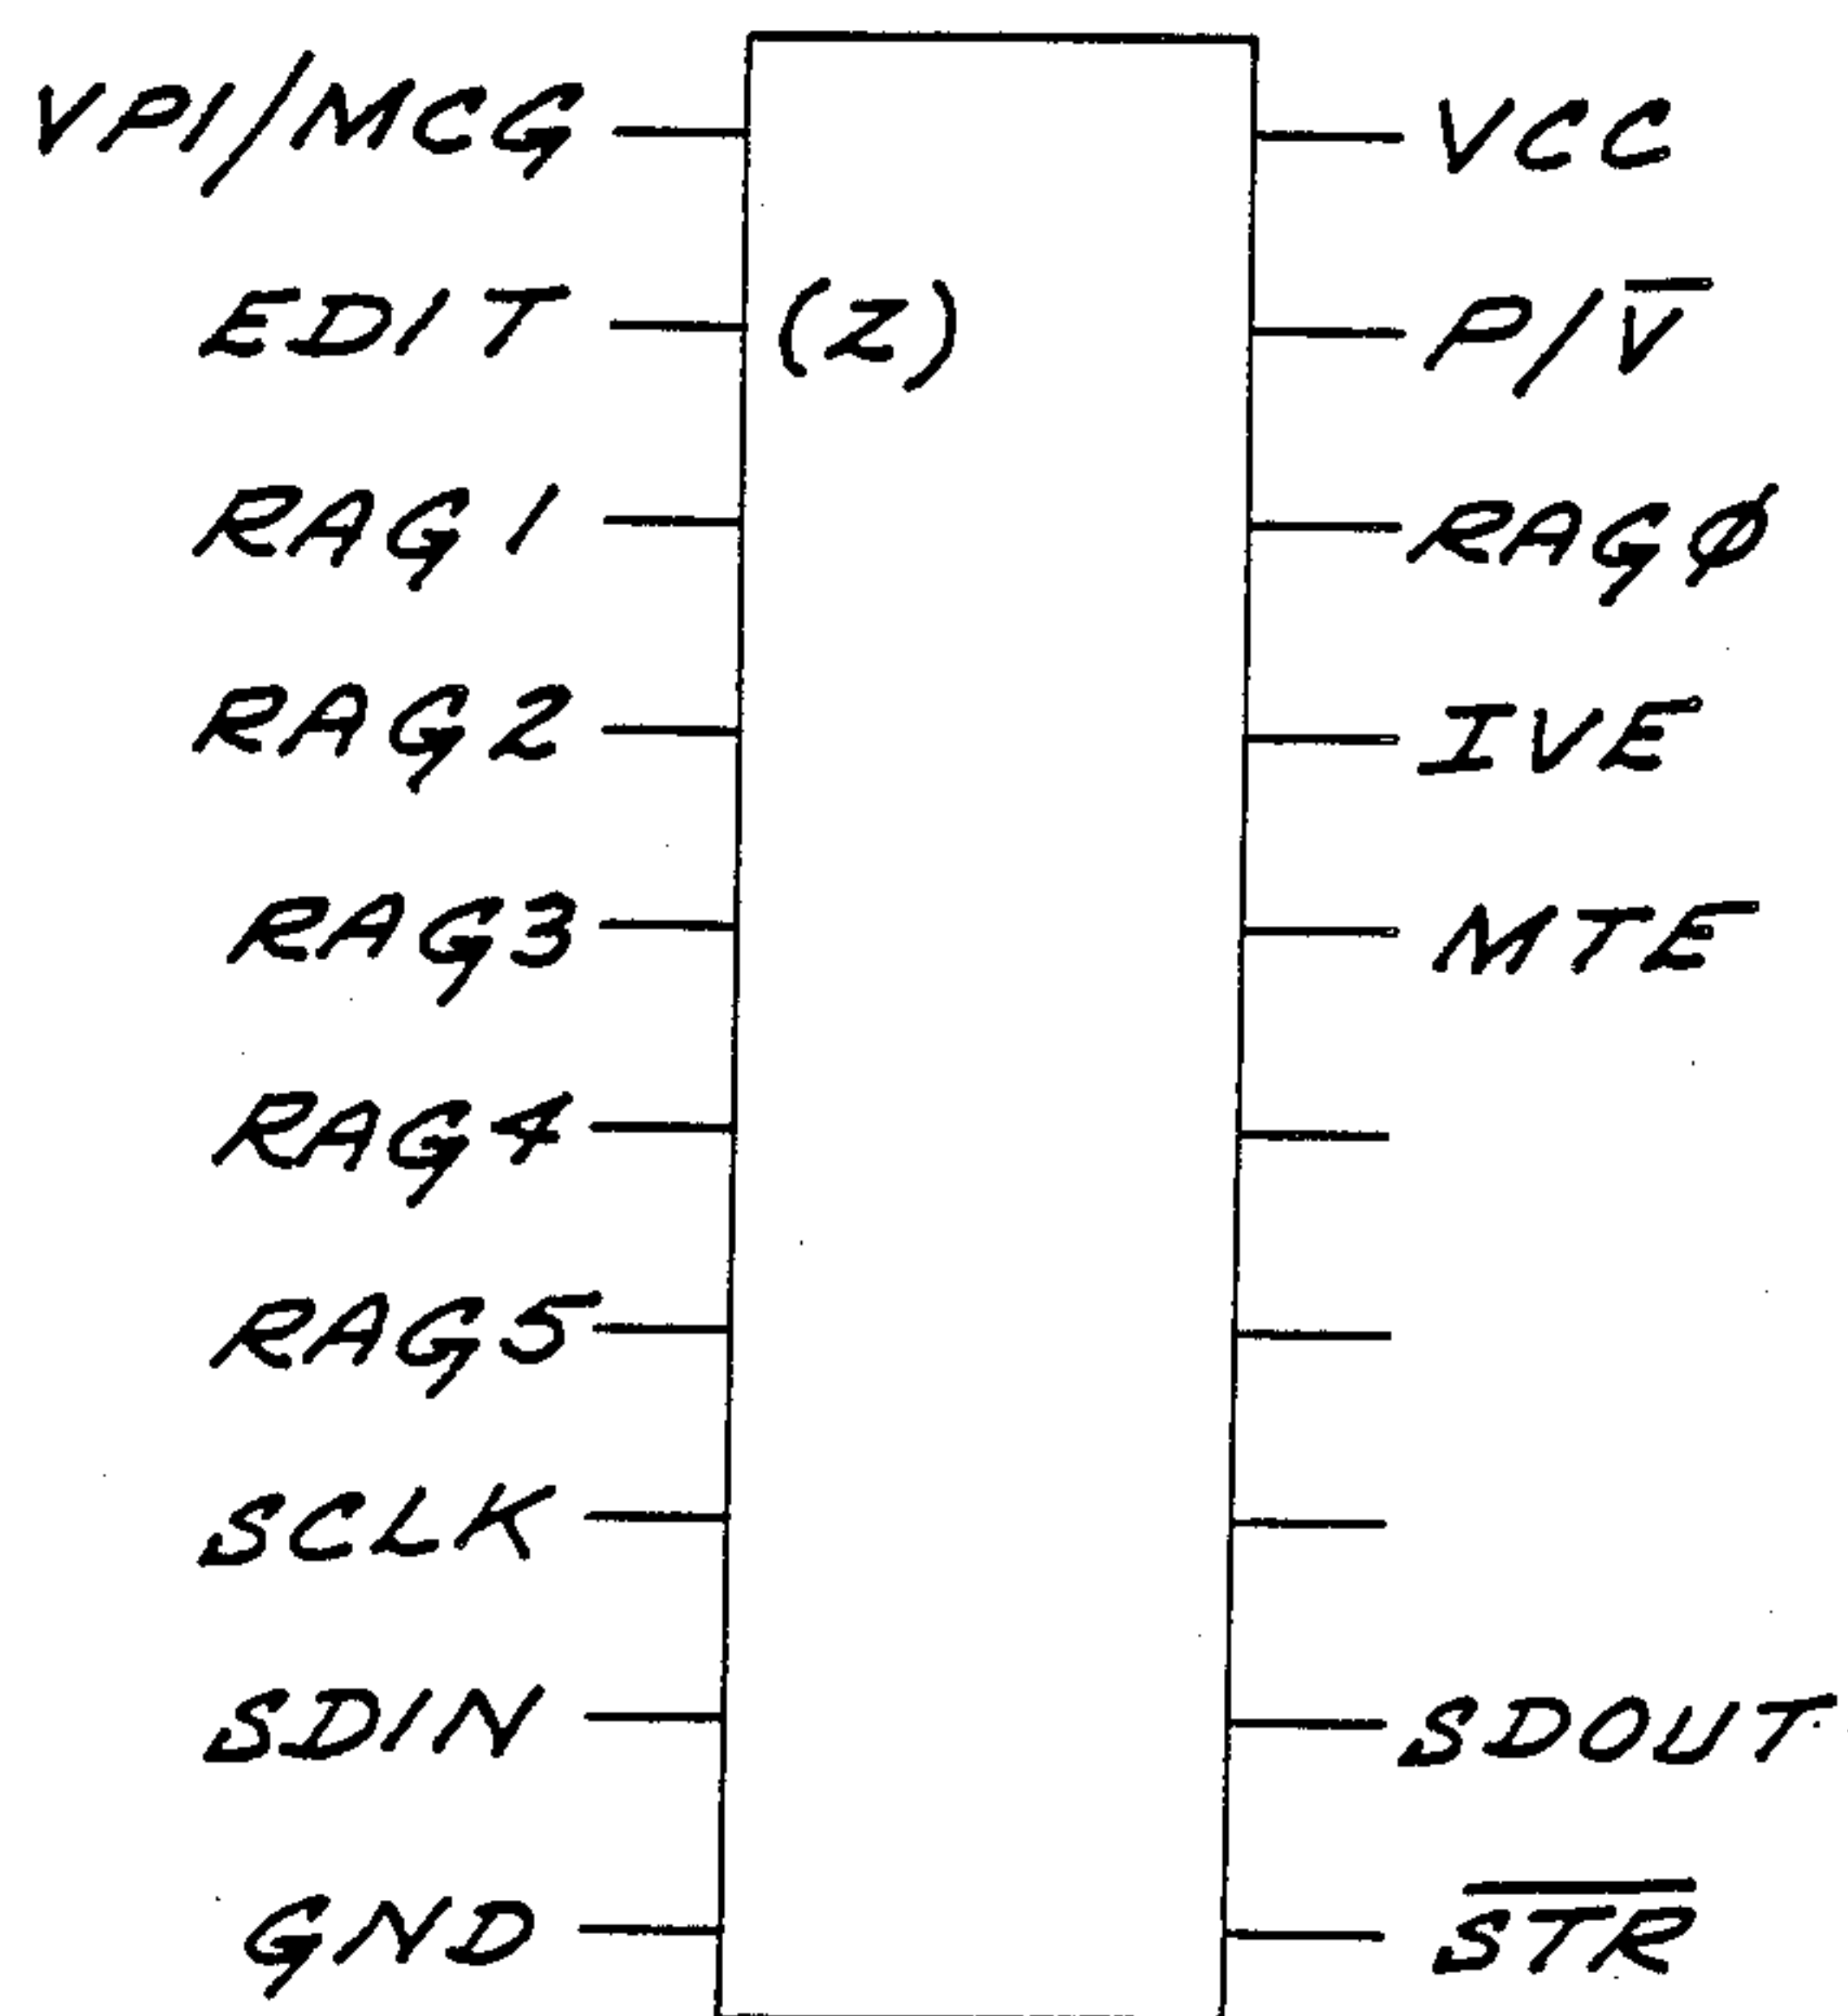 VPI/MCG
VCC
EDIT
(Z)
P/V̅
RAG1
RAGØ
RAG2
IVE
RAG3
MTE
RAG4
RAG5
SCLK
SDIN
SDOUT
GND
S̅T̅R̅